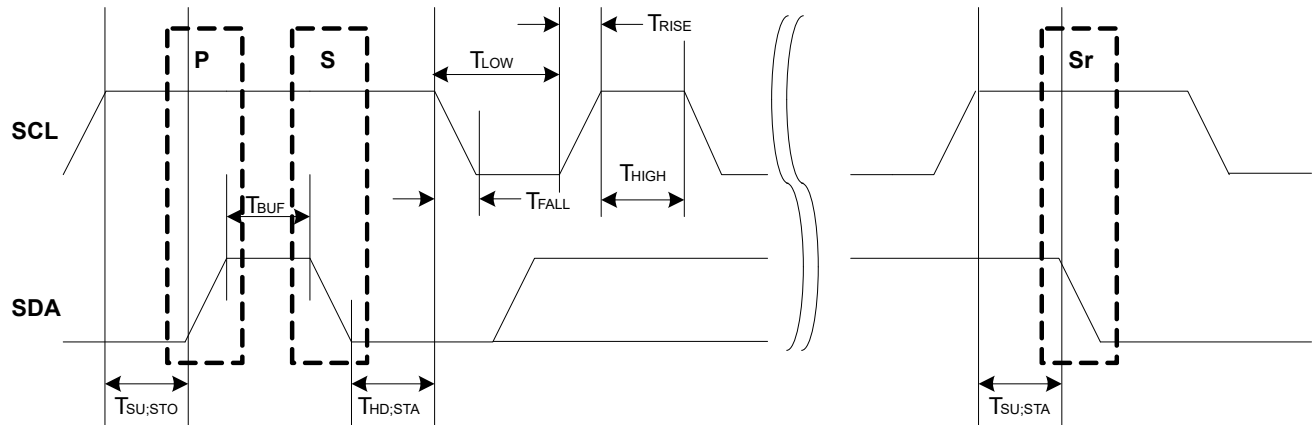 TRISE
P
S
TLOW
Sr
SCL
THIGH
TBUF
TFALL
SDA
TSU;STO
THD;STA
TSU;STA